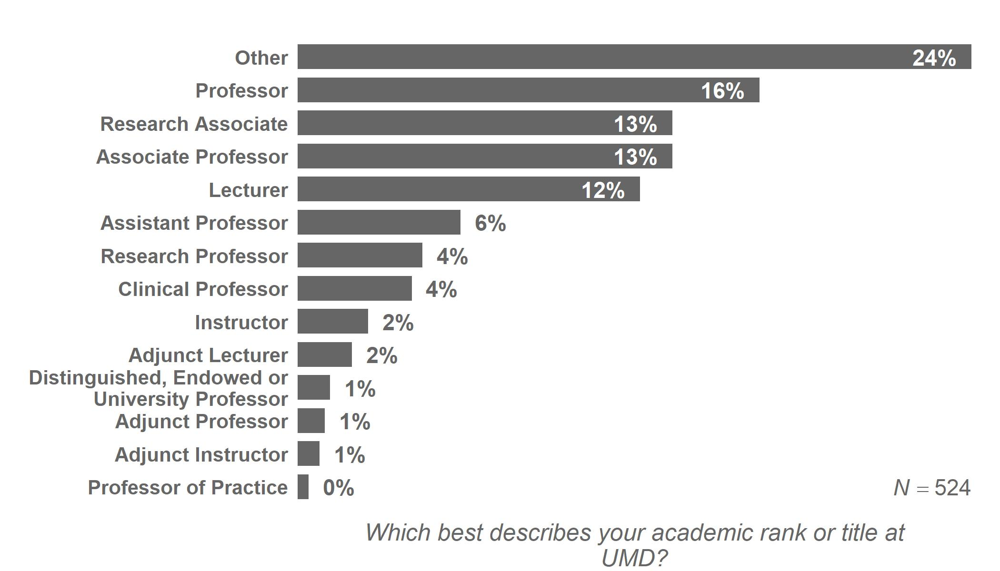 Other 24%
Professor 16%
Research Associate 13%
Associate Professor 13%
Lecturer 12%
Assistant Professor 6%
Research Professor 4%
Clinical Professor 4%
Instructor 2%
Adjunct Lecturer 2%
Distinguished, Endowed or
University Professor 1%
Adjunct Professor 1%
Adjunct Instructor 1%
Professor of Practice 0%
N = 524
Which best describes your academic rank or title at
UMD?